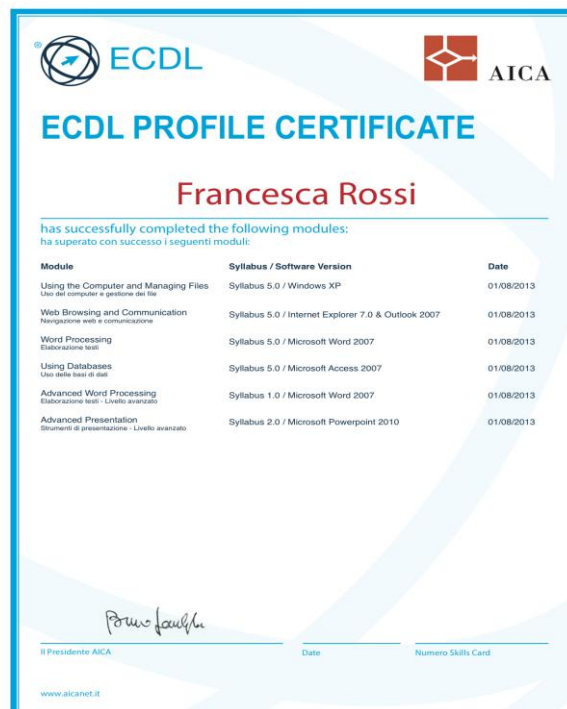 ® ECDL
AICA
ECDL PROFILE CERTIFICATE
Francesca Rossi
has successfully completed the following modules:
ha superato con successo i seguenti moduli:
Module Syllabus / Software Version Date
Using the Computer and Managing Files Syllabus 5.0 / Windows XP 01/08/2013
Uso del computer e gestione dei file
Web Browsing and Communication Syllabus 5.0 / Internet Explorer 7.0 & Outlook 2007 01/08/2013
Navigazione web e comunicazione
Word Processing Syllabus 5.0 / Microsoft Word 2007 01/08/2013
Elaborazione testi
Using Databases Syllabus 5.0 / Microsoft Access 2007 01/08/2013
Uso delle basi di dati
Advanced Word Processing Syllabus 1.0 / Microsoft Word 2007 01/08/2013
Elaborazione testi - Livello avanzato
Advanced Presentation Syllabus 2.0 / Microsoft Powerpoint 2010 01/08/2013
Strumenti di presentazione - Livello avanzato
Il Presidente AICA Date Numero Skills Card
www.aicanet.it